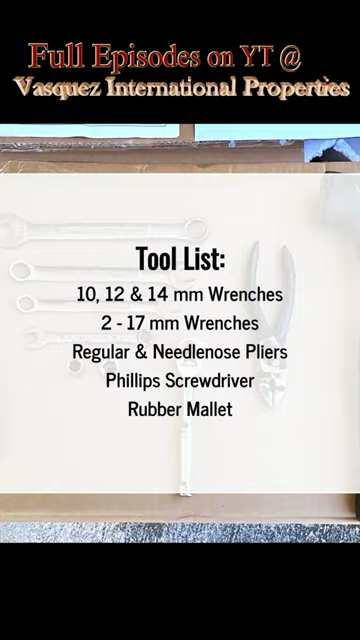 Full Episodes on YT @
Vasquez International Properties
Tool List:
10, 12 & 14 mm Wrenches
2 - 17 mm Wrenches
Regular & Needlenose Pliers
Phillips Screwdriver
Rubber Mallet